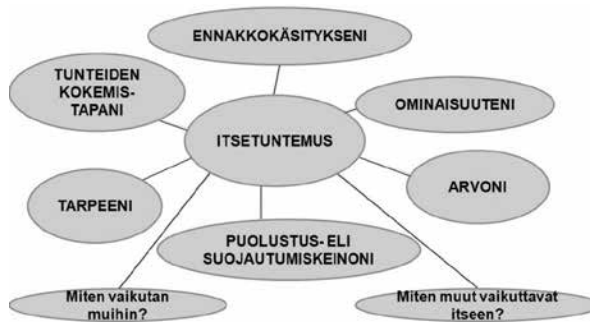 ENNAKKOKÄSITYKSENI
TUNTEIDEN
KOKEMIS-
TAPANI
OMINAISUUTENI
ITSETUNTEMUS
TARPEENI
ARVONI
PUOLUSTUS- ELI
SUOJAUTUMISKEINONI
Miten vaikutan
muihin?
Miten muut vaikuttavat
itseen?